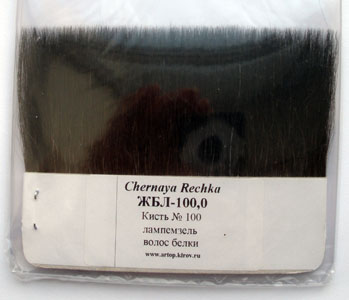 Chernaya Rechka
ЖБЛ-100,0
Кисть № 100
лампемзель
волос белки
www.artop.kirov.ru